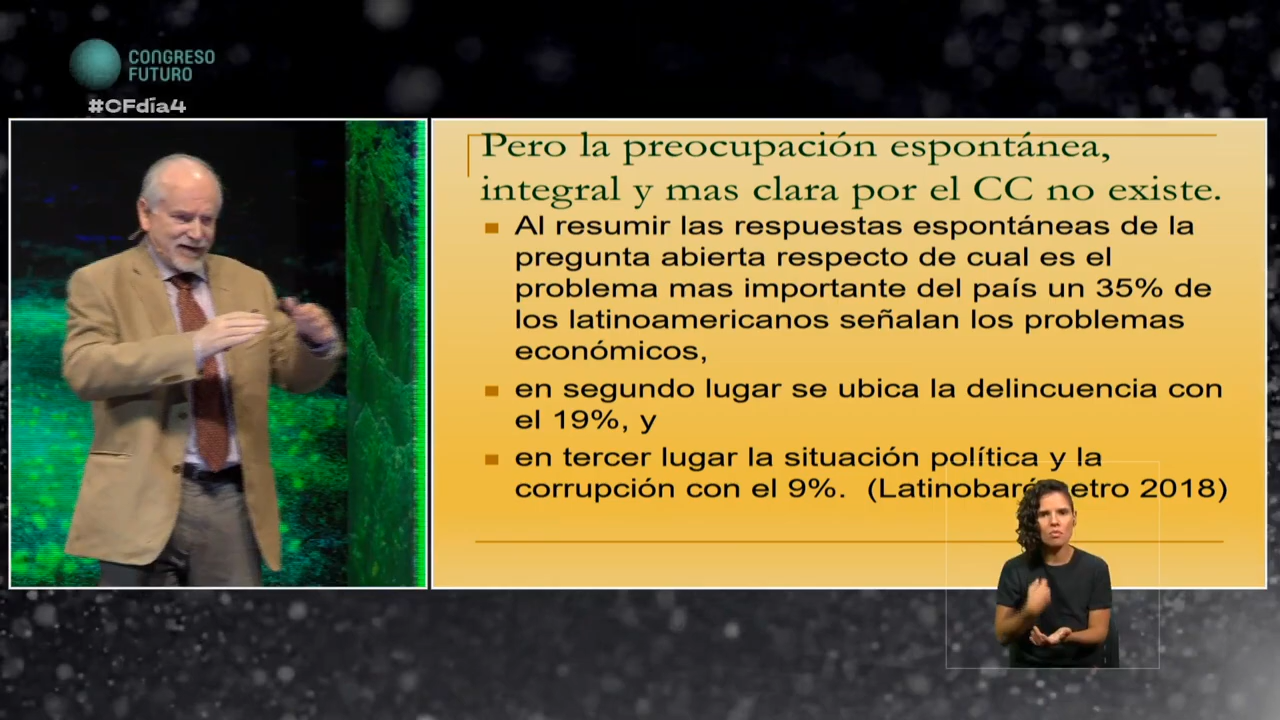 CONGRESO
FUTURO
#CFdía4
Pero la preocupación espontánea,
integral y mas clara por el CC no existe.
Al resumir las respuestas espontáneas de la
pregunta abierta respecto de cual es el
problema mas importante del país un 35% de
los latinoamericanos señalan los problemas
económicos,
en segundo lugar se ubica la delincuencia con
el 19%, y
en tercer lugar la situación política y la
corrupción con el 9%. (Latinobarómetro 2018)